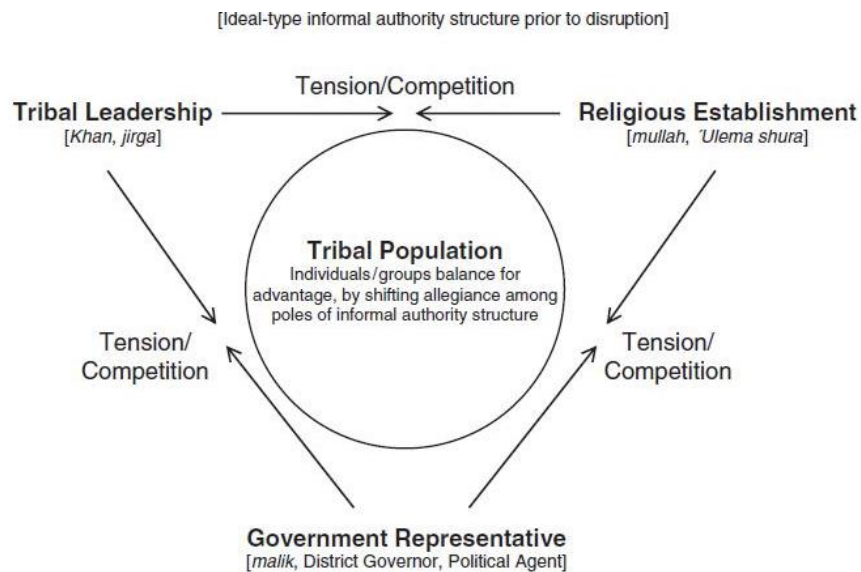 [Ideal-type informal authority structure prior to disruption]
Tension/Competition
Tribal Leadership
[Khan, jirga]
Religious Establishment
[mullah, 'Ulema shura]
Tribal Population
Individuals/groups balance for
advantage, by shifting allegiance among
poles of informal authority structure
Tension/
Competition
Tension/
Competition
Government Representative
[malik, District Governor, Political Agent]